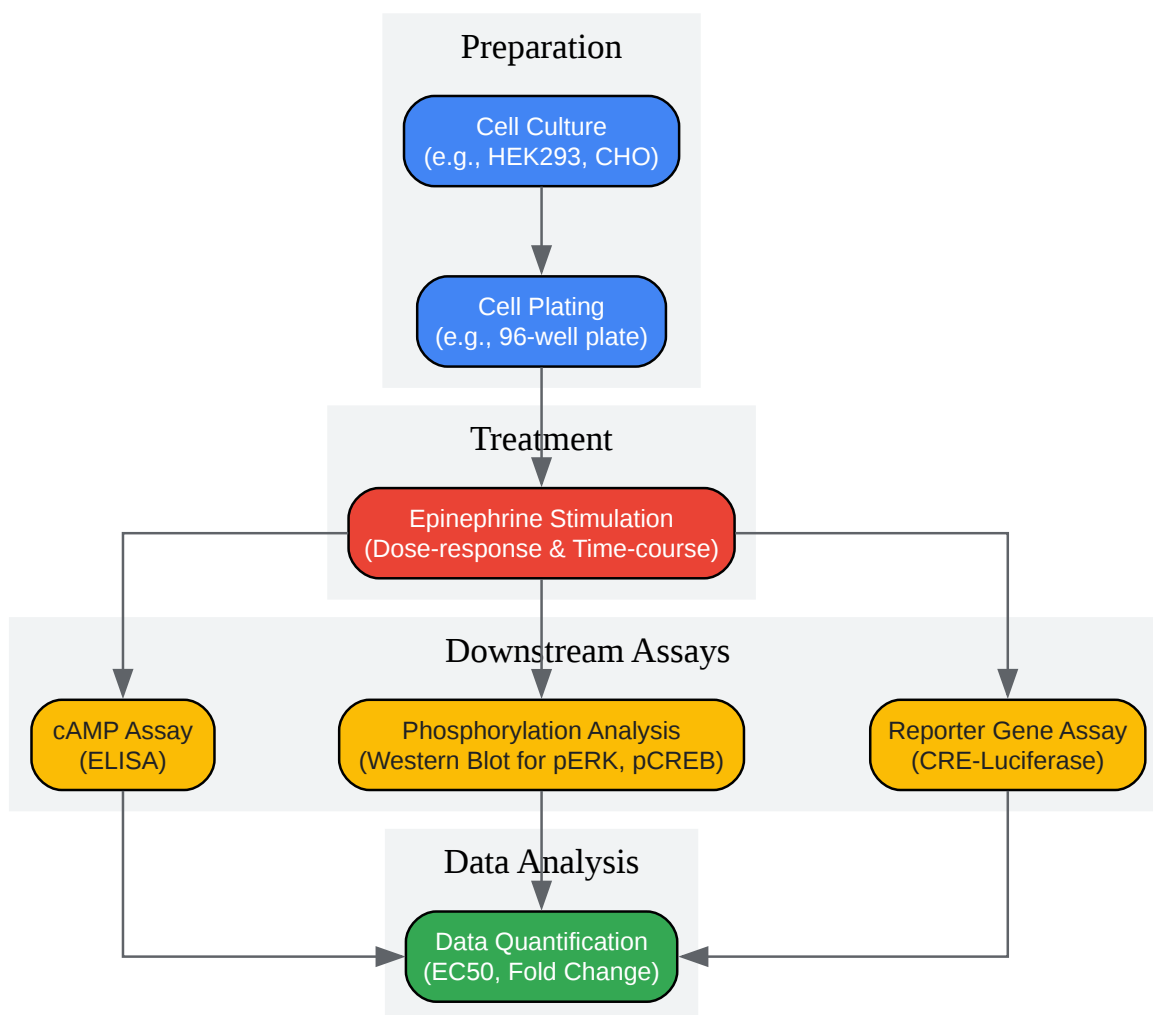 Preparation
Cell Culture
(e.g., HEK293, CHO)
Cell Plating
(e.g., 96-well plate)
Treatment
Epinephrine Stimulation
(Dose-response & Time-course)
Downstream Assays
cAMP Assay
(ELISA)
Phosphorylation Analysis
(Western Blot for pERK, pCREB)
Reporter Gene Assay
(CRE-Luciferase)
Data Analysis
Data Quantification
(EC50, Fold Change)